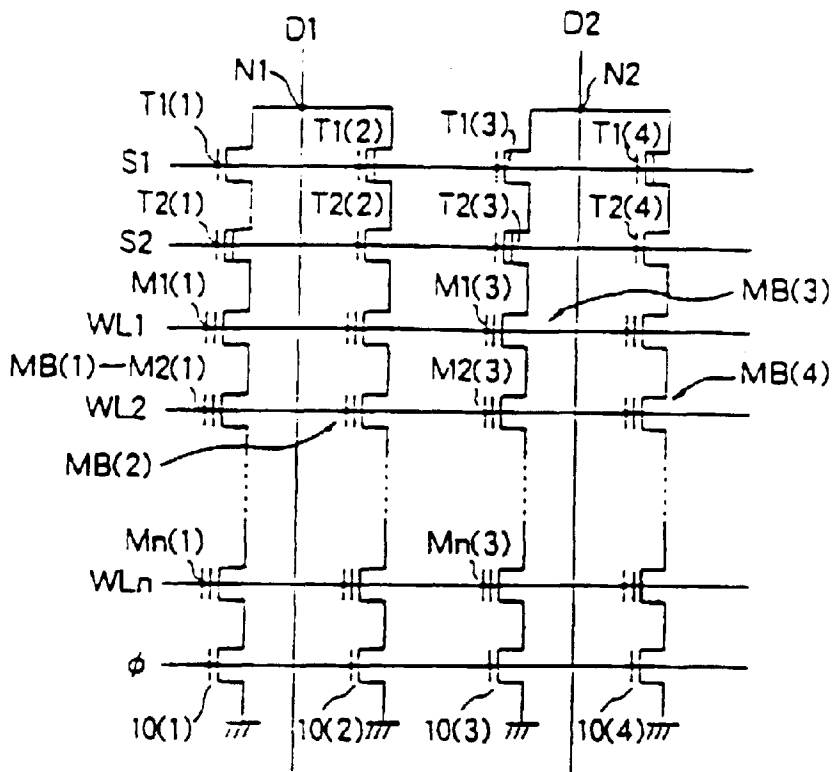 D1 D2
N1 N2
T1(1) T1(2) T1(3) T1(4)
S1
T2(1) T2(2) T2(3) T2(4)
S2
M1(1) M1(3) MB(3)
WL1
MB(1)—M2(1) M2(3) MB(4)
WL2
MB(2)
Mn(1) Mn(3)
WLn
φ
10(1) 10(2) 10(3) 10(4)